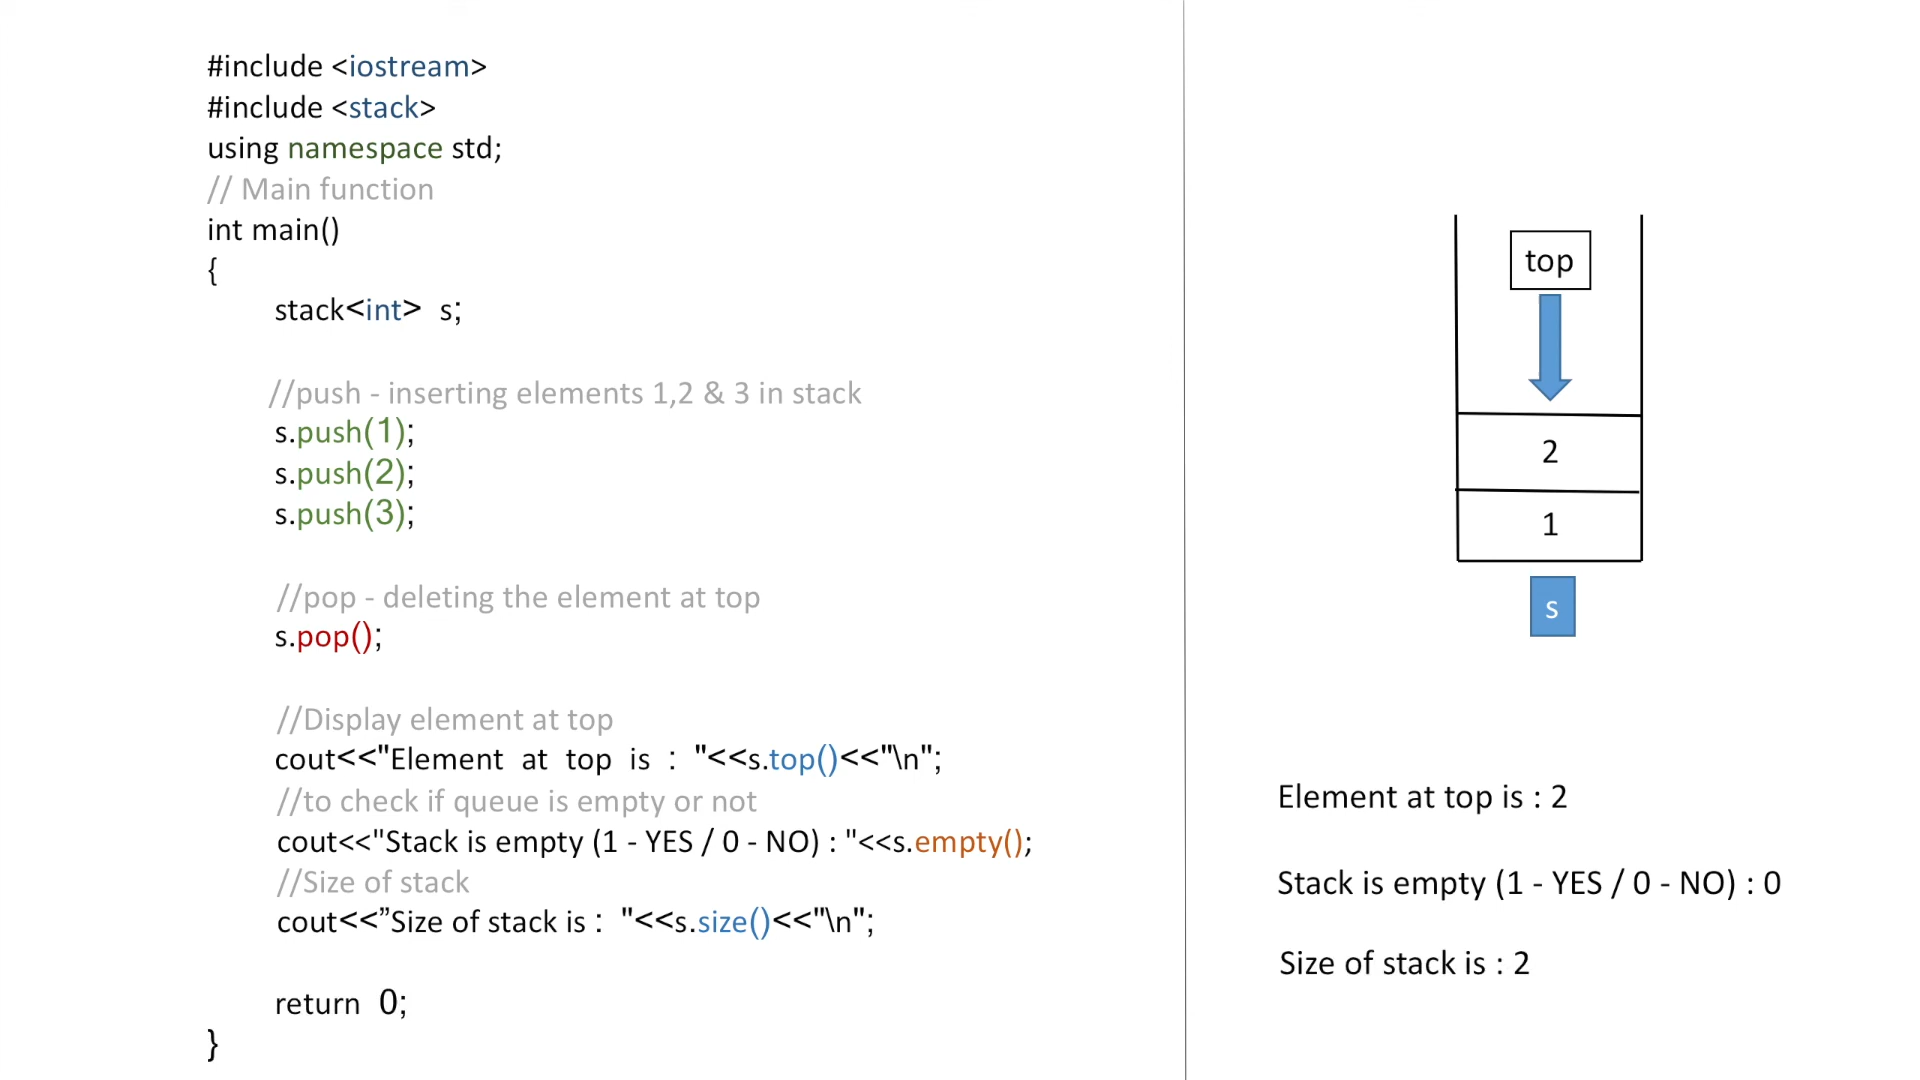 #include <iostream>
#include <stack>
using namespace std;
// Main function
int main()
{
stack<int> s;
//push - inserting elements 1,2 & 3 in stack
s.push(1);
s.push(2);
s.push(3);
//pop - deleting the element at top
s.pop();
//Display element at top
cout<<"Element at top is : "<<s.top()<<"\n";
//to check if queue is empty or not
cout<<"Stack is empty (1 - YES / 0 - NO) : "<<s.empty();
//Size of stack
cout<<”Size of stack is : "<<s.size()<<"\n";
return 0;
}
top
2
1
s
Element at top is : 2
Stack is empty (1 - YES / 0 - NO) : 0
Size of stack is : 2